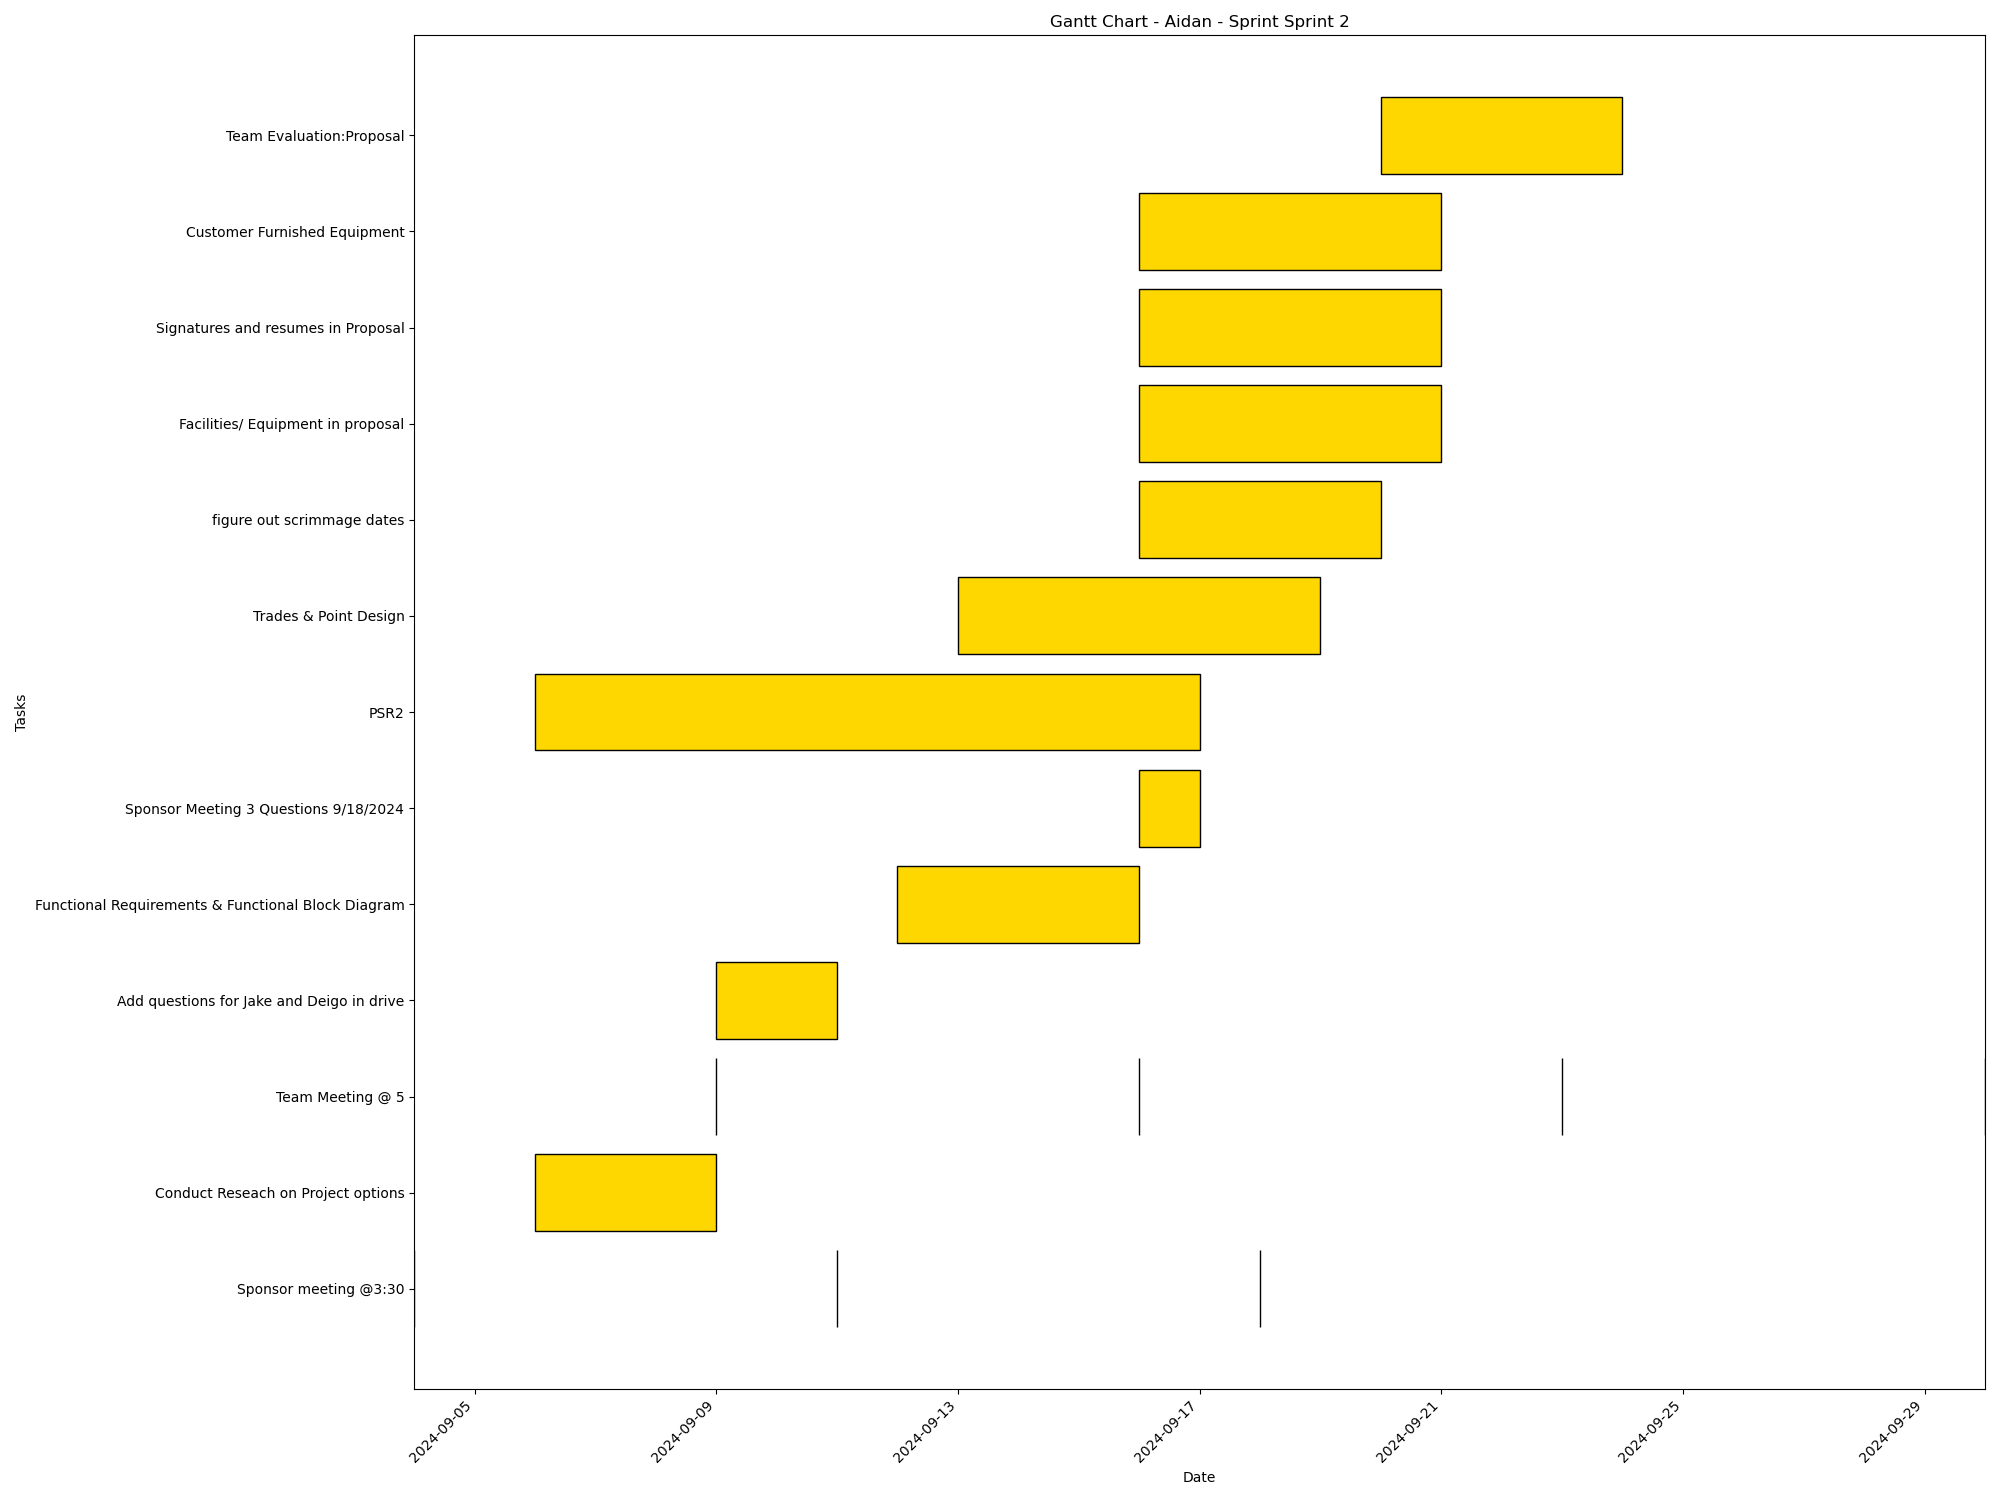 Gantt Chart - Aidan - Sprint Sprint 2
Team Evaluation:Proposal
Customer Furnished Equipment
Signatures and resumes in Proposal
Facilities/ Equipment in proposal
figure out scrimmage dates
Trades & Point Design
PSR2
Sponsor Meeting 3 Questions 9/18/2024
Functional Requirements & Functional Block Diagram
Add questions for Jake and Deigo in drive
Team Meeting @ 5
Conduct Reseach on Project options
Sponsor meeting @3:30
Tasks
2024-09-05
2024-09-09
2024-09-13
2024-09-17
2024-09-21
2024-09-25
2024-09-29
Date